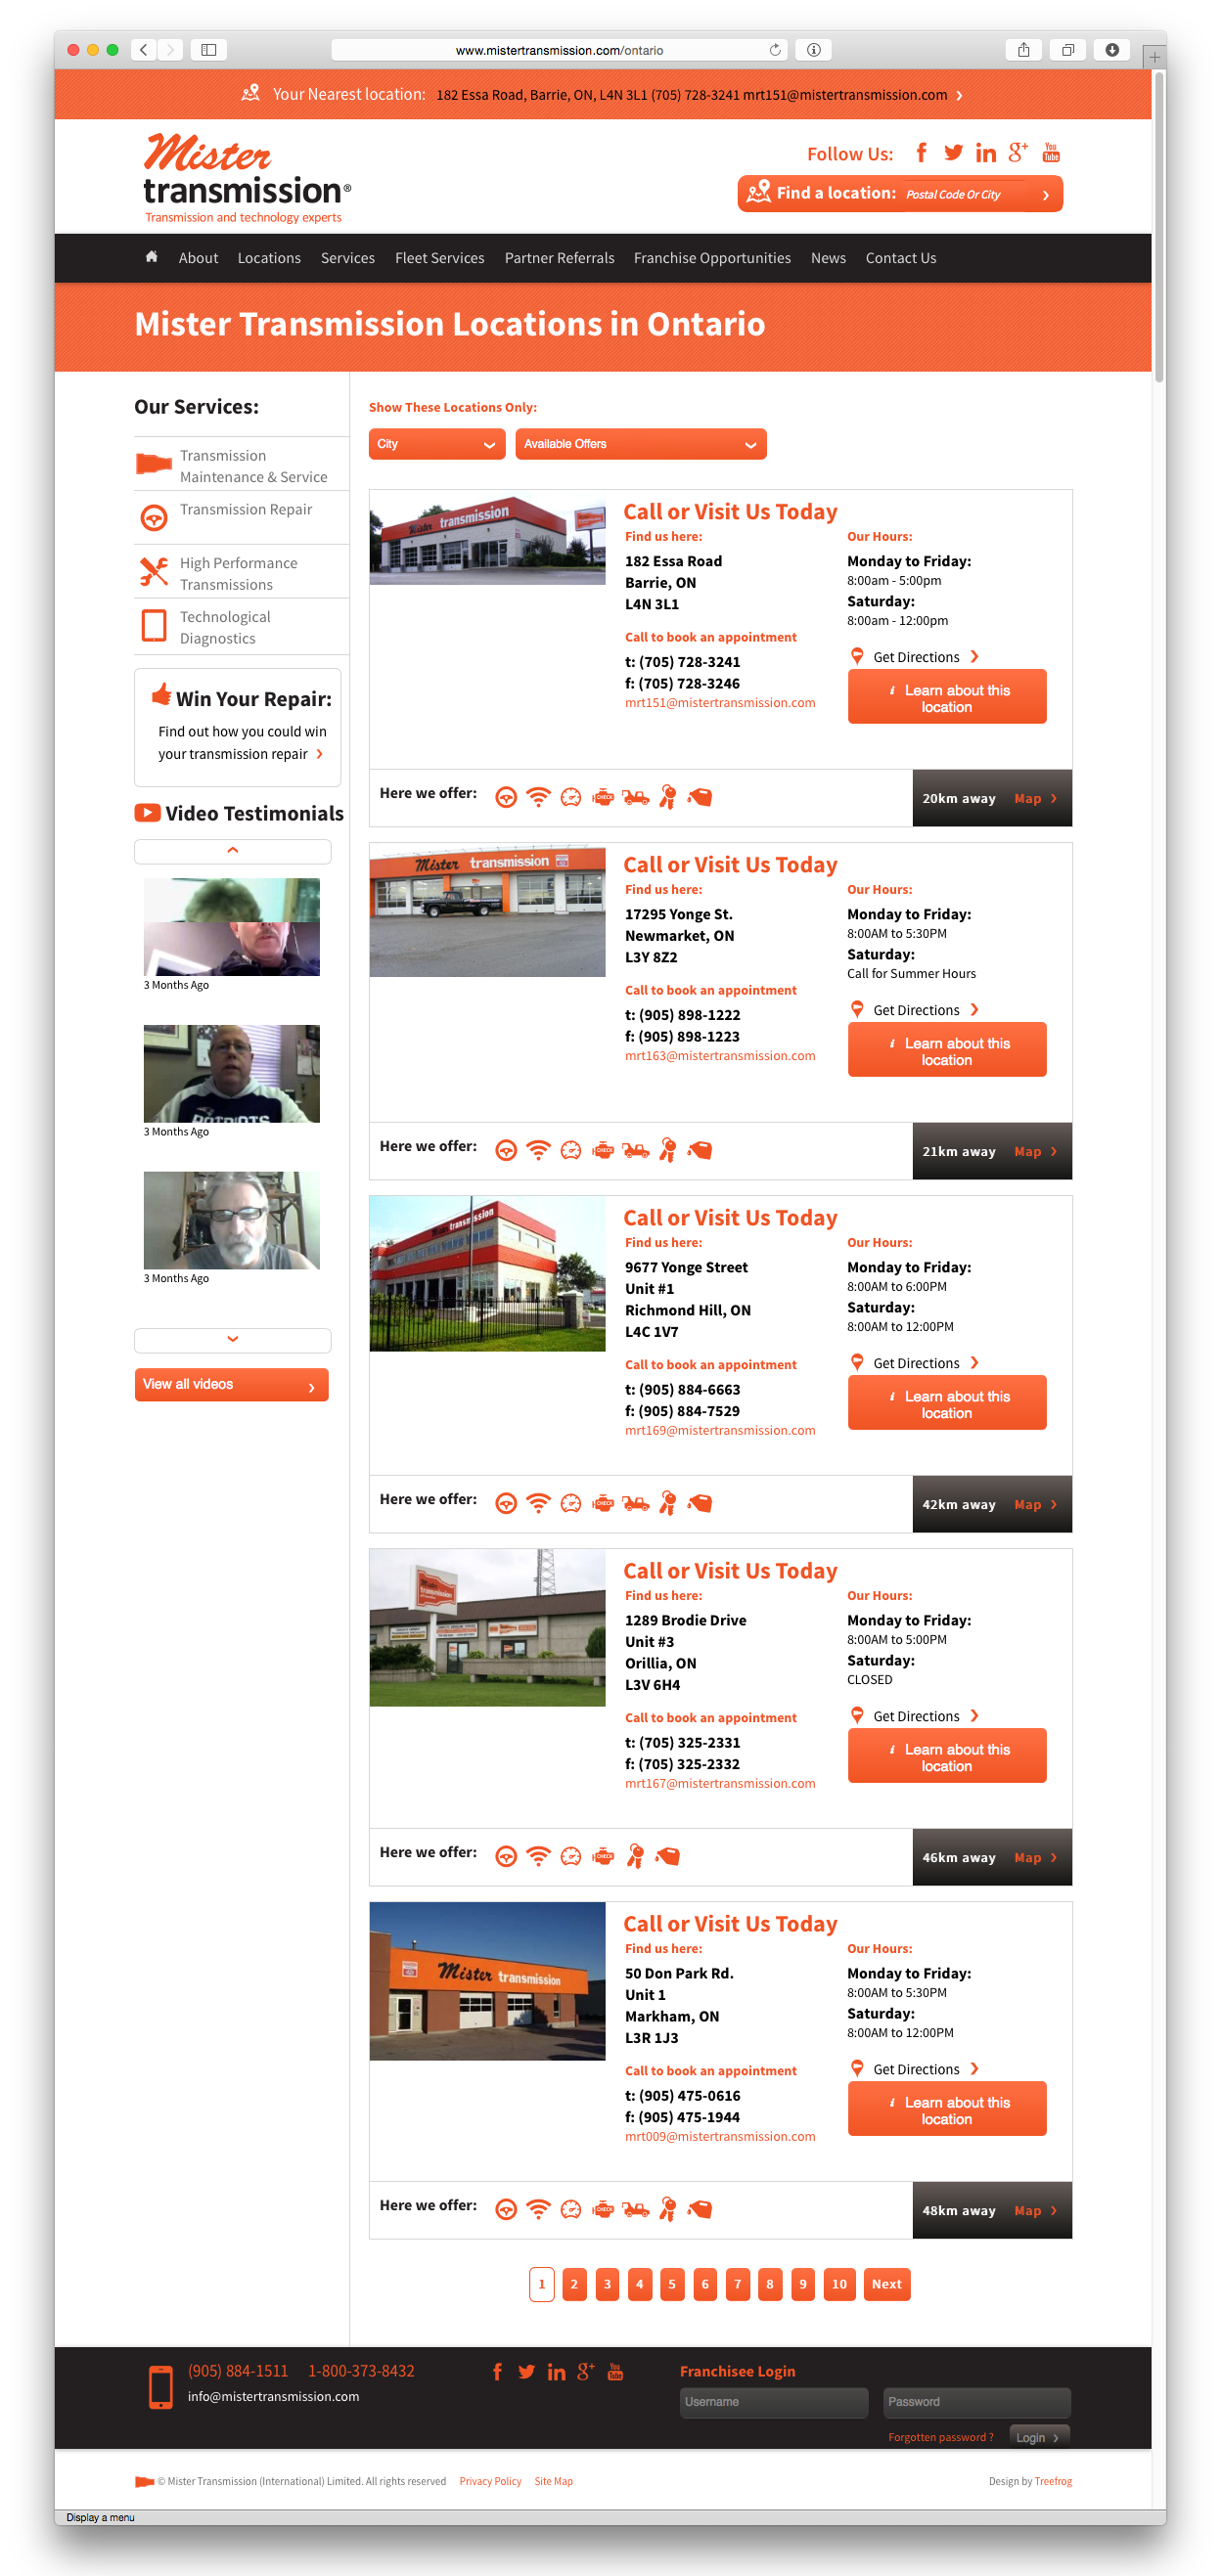 www.mistertransmission.com/ontario
Your Nearest location: 182 Essa Road, Barrie, ON, L4N 3L1 (705) 728-3241 mrt151@mistertransmission.com
Mister
transmission®
Transmission and technology experts
Follow Us:
You
Tube
Find a location: Postal Code Or City
About Locations Services Fleet Services Partner Referrals Franchise Opportunities News Contact Us
Mister Transmission Locations in Ontario
Our Services:
Transmission
Maintenance & Service
Transmission Repair
High Performance
Transmissions
Technological
Diagnostics
Win Your Repair:
Find out how you could win
your transmission repair
Video Testimonials
3 Months Ago
PATRIOTS
3 Months Ago
3 Months Ago
View all videos
Show These Locations Only:
City
Available Offers
Mister transmission
Call or Visit Us Today
Find us here:
182 Essa Road
Barrie, ON
L4N 3L1
Call to book an appointment
t: (705) 728-3241
f: (705) 728-3246
mrt151@mistertransmission.com
Our Hours:
Monday to Friday:
8:00am - 5:00pm
Saturday:
8:00am - 12:00pm
Get Directions
Learn about this
location
Here we offer:
CHECK
20km away Map
Mister transmission
Call or Visit Us Today
Find us here:
17295 Yonge St.
Newmarket, ON
L3Y 8Z2
Call to book an appointment
t: (905) 898-1222
f: (905) 898-1223
mrt163@mistertransmission.com
Our Hours:
Monday to Friday:
8:00AM to 5:30PM
Saturday:
Call for Summer Hours
Get Directions
Learn about this
location
Here we offer:
CHECK
21km away Map
Mister transmission
Call or Visit Us Today
Find us here:
9677 Yonge Street
Unit #1
Richmond Hill, ON
L4C 1V7
Call to book an appointment
t: (905) 884-6663
f: (905) 884-7529
mrt169@mistertransmission.com
Our Hours:
Monday to Friday:
8:00AM to 6:00PM
Saturday:
8:00AM to 12:00PM
Get Directions
Learn about this
location
Here we offer:
CHECK
42km away Map
Mister
transmission
Call or Visit Us Today
Find us here:
1289 Brodie Drive
Unit #3
Orillia, ON
L3V 6H4
Call to book an appointment
t: (705) 325-2331
f: (705) 325-2332
mrt167@mistertransmission.com
Our Hours:
Monday to Friday:
8:00AM to 5:00PM
Saturday:
CLOSED
Get Directions
Learn about this
location
Here we offer:
CHECK
46km away Map
Mister transmission
Call or Visit Us Today
Find us here:
50 Don Park Rd.
Unit 1
Markham, ON
L3R 1J3
Call to book an appointment
t: (905) 475-0616
f: (905) 475-1944
mrt009@mistertransmission.com
Our Hours:
Monday to Friday:
8:00AM to 5:30PM
Saturday:
8:00AM to 12:00PM
Get Directions
Learn about this
location
Here we offer:
CHECK
48km away Map
1 2 3 4 5 6 7 8 9 10 Next
(905) 884-1511 1-800-373-8432
info@mistertransmission.com
You
Tube
Franchisee Login
Username
Password
Forgotten password ?
Login
© Mister Transmission (International) Limited. All rights reserved Privacy Policy Site Map
Design by Treefrog
Display a menu